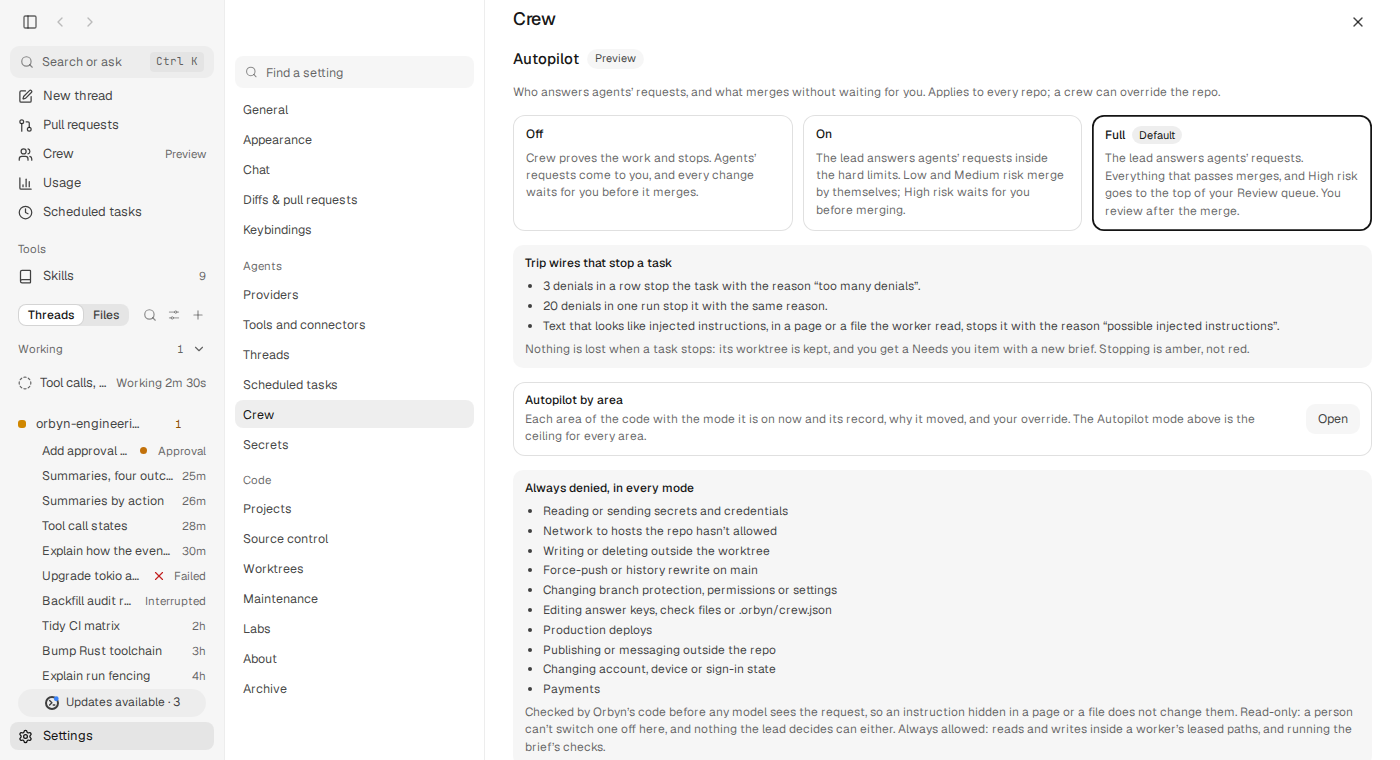 Search or ask
Ctrl K
New thread
Pull requests
Crew
Preview
Usage
Scheduled tasks
Tools
Skills
9
Threads
Files
Working
1
Tool calls, ...
Working 2m 30s
orbyn-engineeri...
1
Add approval ...
Approval
Summaries, four outc...
25m
Summaries by action
26m
Tool call states
28m
Explain how the even...
30m
Upgrade tokio a...
Failed
Backfill audit r...
Interrupted
Tidy CI matrix
2h
Bump Rust toolchain
3h
Explain run fencing
4h
Updates available · 3
Settings
Find a setting
General
Appearance
Chat
Diffs & pull requests
Keybindings
Agents
Providers
Tools and connectors
Threads
Scheduled tasks
Crew
Secrets
Code
Projects
Source control
Worktrees
Maintenance
Labs
About
Archive
Crew
Autopilot
Preview
Who answers agents’ requests, and what merges without waiting for you. Applies to every repo; a crew can override the repo.
Off
Crew proves the work and stops. Agents’
requests come to you, and every change
waits for you before it merges.
On
The lead answers agents’ requests inside
the hard limits. Low and Medium risk merge
by themselves; High risk waits for you
before merging.
Full
Default
The lead answers agents’ requests.
Everything that passes merges, and High risk
goes to the top of your Review queue. You
review after the merge.
Trip wires that stop a task
• 3 denials in a row stop the task with the reason “too many denials”.
• 20 denials in one run stop it with the same reason.
• Text that looks like injected instructions, in a page or a file the worker read, stops it with the reason “possible injected instructions”.
Nothing is lost when a task stops: its worktree is kept, and you get a Needs you item with a new brief. Stopping is amber, not red.
Autopilot by area
Each area of the code with the mode it is on now and its record, why it moved, and your override. The Autopilot mode above is the
ceiling for every area.
Open
Always denied, in every mode
• Reading or sending secrets and credentials
• Network to hosts the repo hasn’t allowed
• Writing or deleting outside the worktree
• Force-push or history rewrite on main
• Changing branch protection, permissions or settings
• Editing answer keys, check files or .orbyn/crew.json
• Production deploys
• Publishing or messaging outside the repo
• Changing account, device or sign-in state
• Payments
Checked by Orbyn’s code before any model sees the request, so an instruction hidden in a page or a file does not change them. Read-only: a person
can’t switch one off here, and nothing the lead decides can either. Always allowed: reads and writes inside a worker’s leased paths, and running the
brief’s checks.